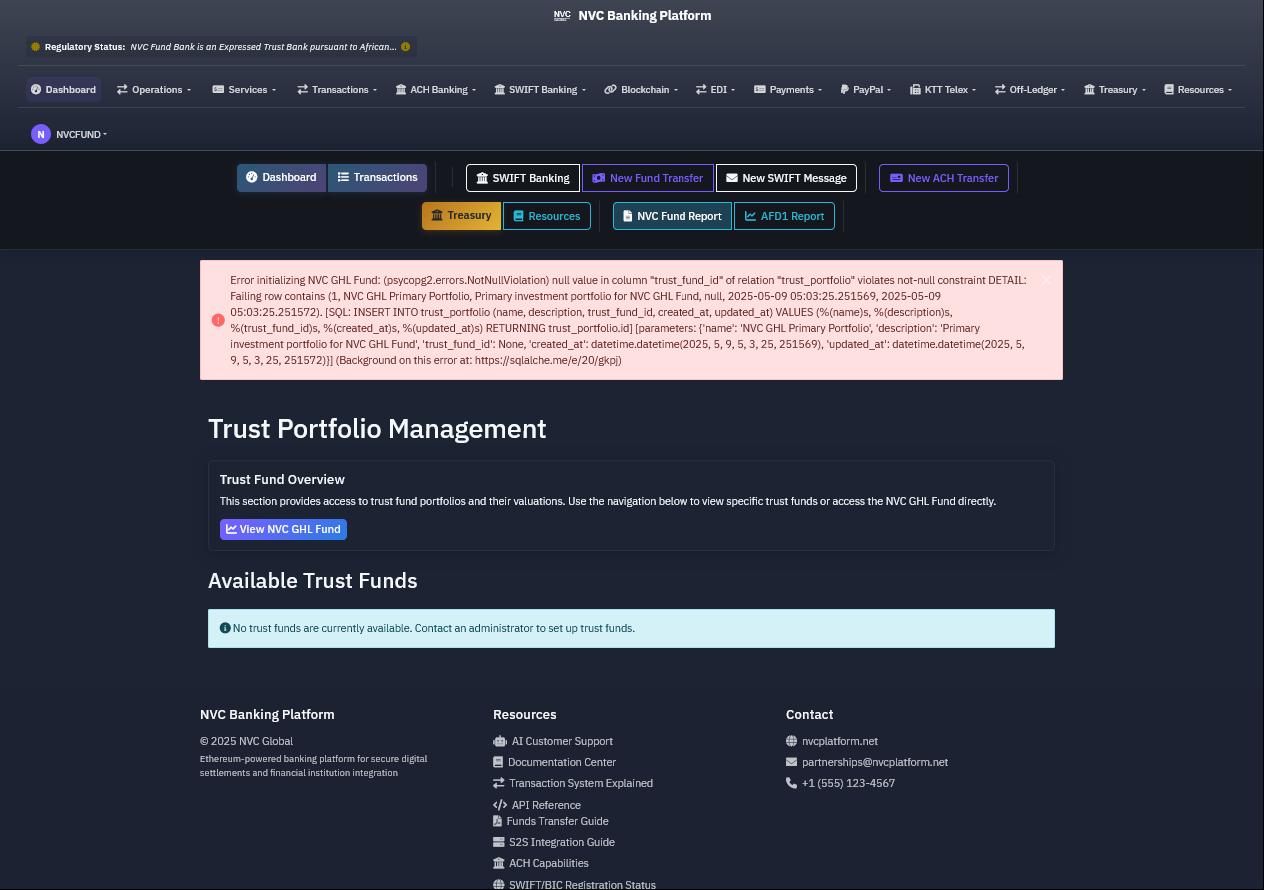 NVC
NVC Banking Platform
Regulatory Status: NVC Fund Bank is an Expressed Trust Bank pursuant to African...
Dashboard Operations Services Transactions ACH Banking SWIFT Banking Blockchain EDI Payments PayPal KTT Telex Off-Ledger Treasury Resources
N NVCFUND
Dashboard Transactions SWIFT Banking New Fund Transfer New SWIFT Message New ACH Transfer
Treasury Resources NVC Fund Report AFD1 Report
Error initializing NVC GHL Fund: (psycopg2.errors.NotNullViolation) null value in column "trust_fund_id" of relation "trust_portfolio" violates not-null constraint DETAIL:
Failing row contains (1, NVC GHL Primary Portfolio, Primary investment portfolio for NVC GHL Fund, null, 2025-05-09 05:03:25.251569, 2025-05-09
05:03:25.251572). [SQL: INSERT INTO trust_portfolio (name, description, trust_fund_id, created_at, updated_at) VALUES (%(name)s, %(description)s,
%(trust_fund_id)s, %(created_at)s, %(updated_at)s) RETURNING trust_portfolio.id] [parameters: {'name': 'NVC GHL Primary Portfolio', 'description': 'Primary
investment portfolio for NVC GHL Fund', 'trust_fund_id': None, 'created_at': datetime.datetime(2025, 5, 9, 5, 3, 25, 251569), 'updated_at': datetime.datetime(2025, 5,
9, 5, 3, 25, 251572)}] (Background on this error at: https://sqlalche.me/e/20/gkpj)
Trust Portfolio Management
Trust Fund Overview
This section provides access to trust fund portfolios and their valuations. Use the navigation below to view specific trust funds or access the NVC GHL Fund directly.
View NVC GHL Fund
Available Trust Funds
No trust funds are currently available. Contact an administrator to set up trust funds.
NVC Banking Platform
© 2025 NVC Global
Ethereum-powered banking platform for secure digital
settlements and financial institution integration
Resources
AI Customer Support
Documentation Center
Transaction System Explained
API Reference
Funds Transfer Guide
S2S Integration Guide
ACH Capabilities
SWIFT/BIC Registration Status
Contact
nvcplatform.net
partnerships@nvcplatform.net
+1 (555) 123-4567